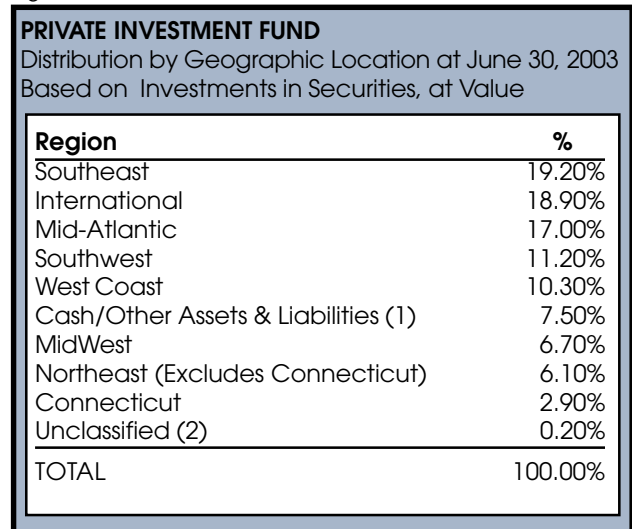 PRIVATE INVESTMENT FUND
Distribution by Geographic Location at June 30, 2003
Based on Investments in Securities, at Value
Region %
Southeast 19.20%
International 18.90%
Mid-Atlantic 17.00%
Southwest 11.20%
West Coast 10.30%
Cash/Other Assets & Liabilities (1) 7.50%
MidWest 6.70%
Northeast (Excludes Connecticut) 6.10%
Connecticut 2.90%
Unclassified (2) 0.20%
TOTAL 100.00%